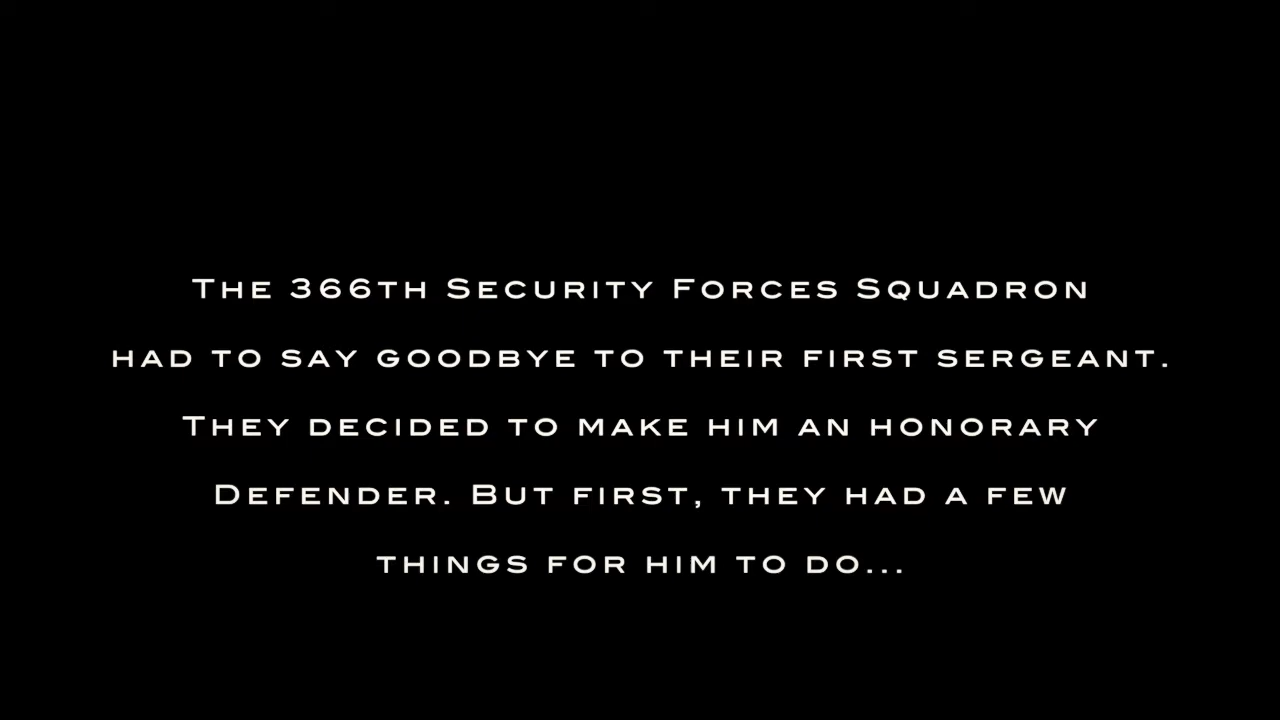 The 366th Security Forces Squadron
had to say goodbye to their first sergeant.
They decided to make him an honorary
Defender. But first, they had a few
things for him to do...